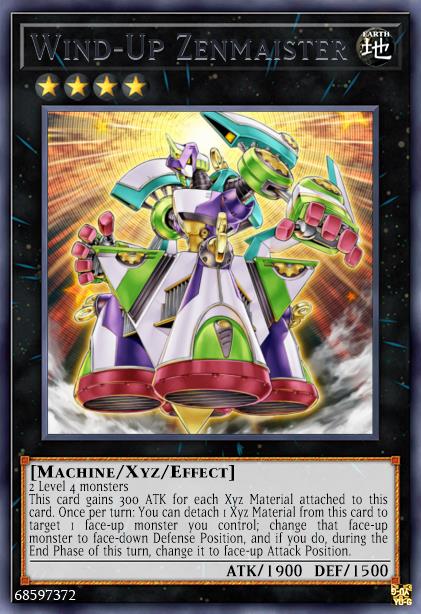 Wind-Up Zenmaister
EARTH
地
[Machine/Xyz/Effect]
2 Level 4 monsters
This card gains 300 ATK for each Xyz Material attached to this
card. Once per turn: You can detach 1 Xyz Material from this card to
target 1 face-up monster you control; change that face-up
monster to face-down Defense Position, and if you do, during the
End Phase of this turn, change it to face-up Attack Position.
ATK/1900 DEF/1500
68597372